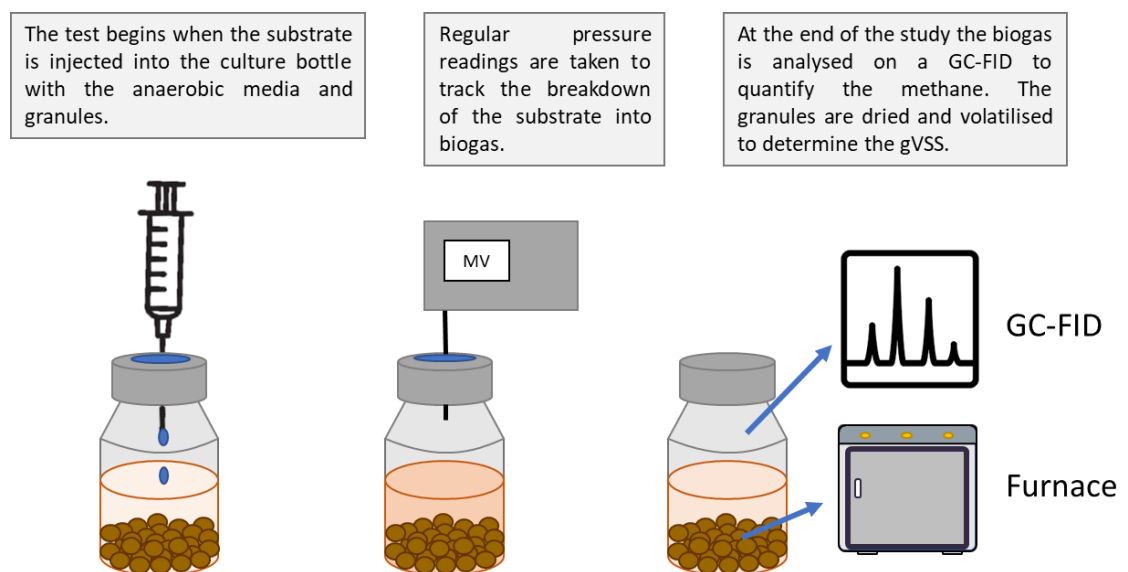 The test begins when the substrate
is injected into the culture bottle
with the anaerobic media and
granules.
Regular pressure
readings are taken to
track the breakdown
of the substrate into
biogas.
At the end of the study the biogas
is analysed on a GC-FID to
quantify the methane. The
granules are dried and volatilised
to determine the gVSS.
MV
GC-FID
Furnace